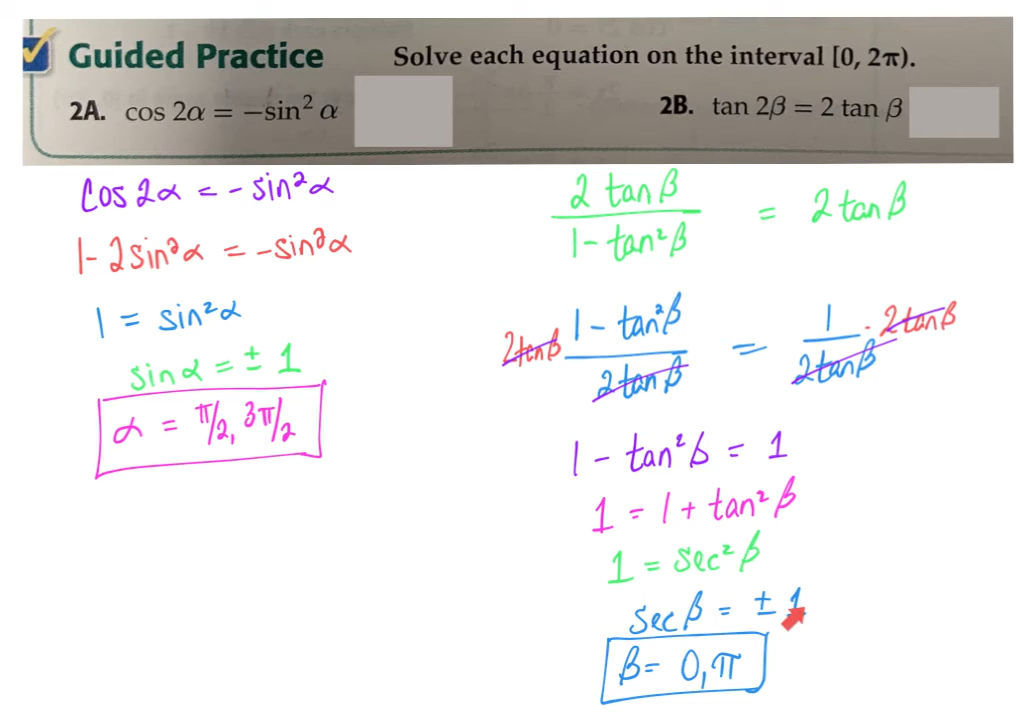 Guided Practice Solve each equation on the interval [0, 2π).
2A. cos 2α = −sin² α 2B. tan 2β = 2 tan β
cos 2α = - sin²α
1 - 2sin²α = -sin²α
1 = sin²α
sin α = ± 1
α = π/2, 3π/2
2 tan β / 1 - tan²β = 2 tan β
2tanβ 1 - tan²β / 2tanβ = 1 / 2tanβ · 2tanβ
1 - tan²β = 1
1 = 1 + tan²β
1 = sec²β
sec β = ± 1
β = 0, π